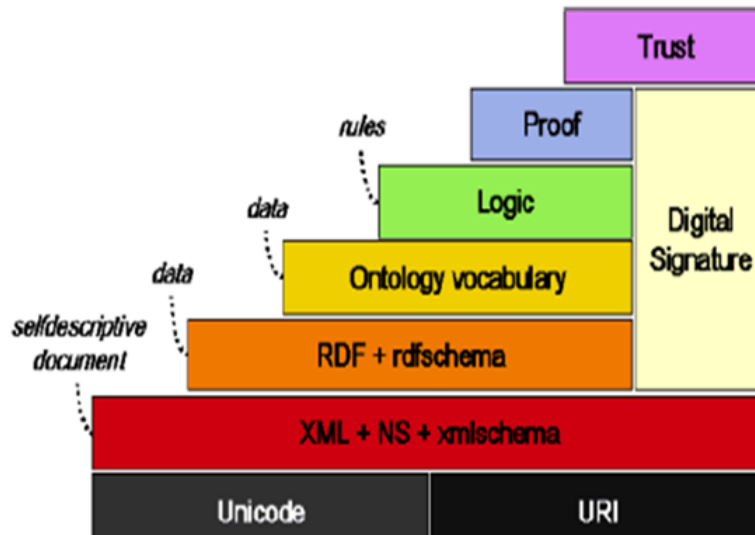 Trust
Proof
rules
Logic
Digital
Signature
data
Ontology vocabulary
data
RDF + rdfschema
selfdescriptive
document
XML + NS + xmlschema
Unicode
URI